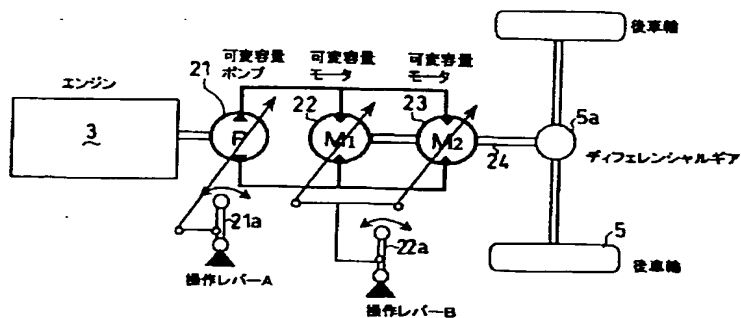 後車輪
可変容量
ポンプ
可変容量
モータ
可変容量
モータ
21
22
23
エンジン
3
P
M1
M2
24
5a
ディファレンシャルギア
21a
操作レバーA
22a
操作レバーB
5
後車輪